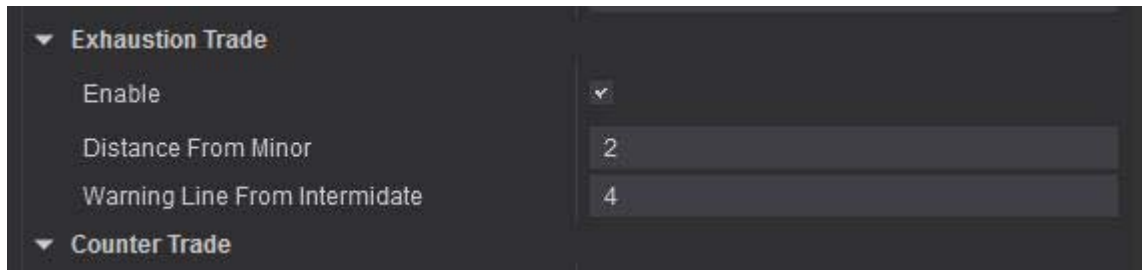 Exhaustion Trade
Enable
Distance From Minor 2
Warning Line From Intermidate 4
Counter Trade